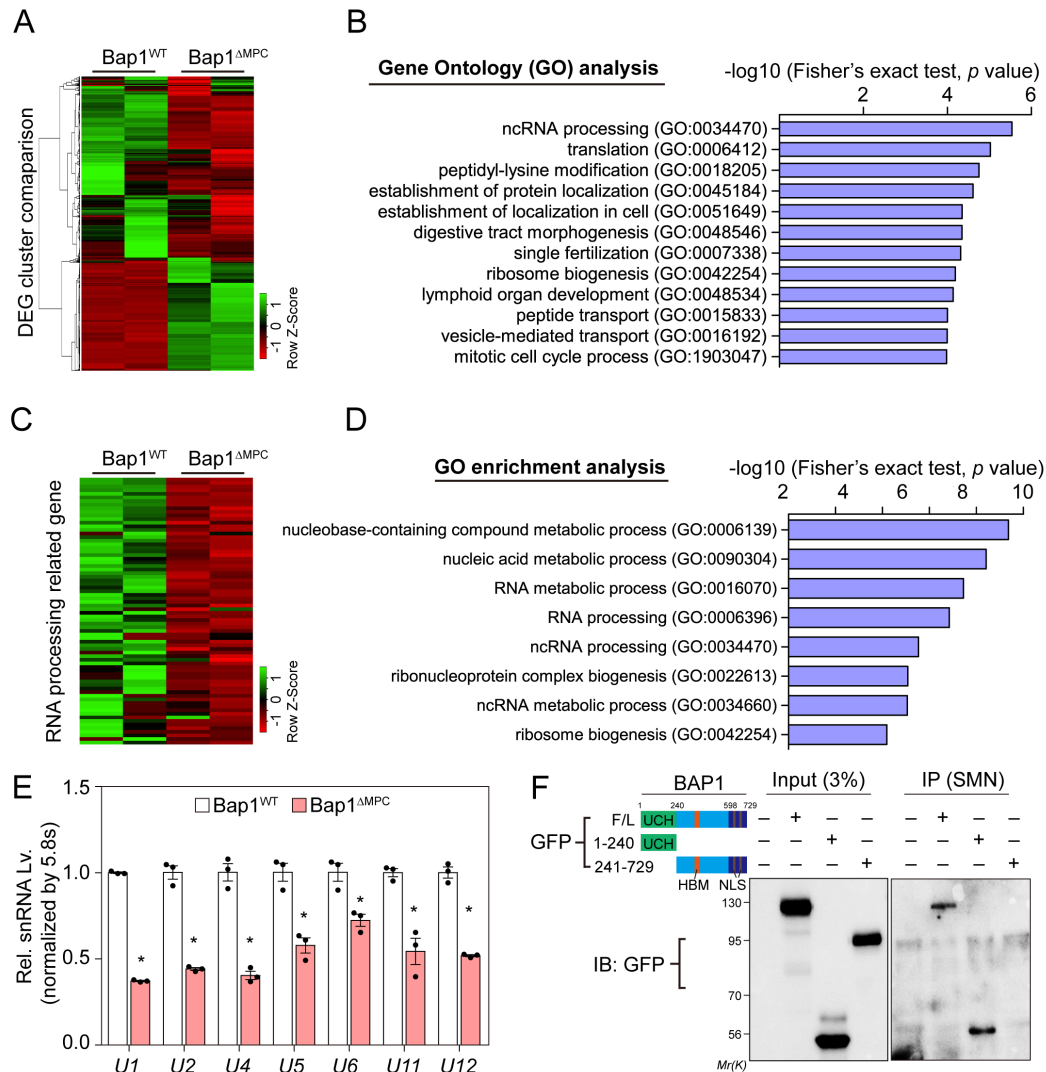 A
Bap1WT Bap1ΔMPC
DEG cluster comaparison
-1 0 1
Row Z-Score
B
Gene Ontology (GO) analysis
-log10 (Fisher's exact test, p value)
2 4 6
ncRNA processing (GO:0034470)
translation (GO:0006412)
peptidyl-lysine modification (GO:0018205)
establishment of protein localization (GO:0045184)
establishment of localization in cell (GO:0051649)
digestive tract morphogenesis (GO:0048546)
single fertilization (GO:0007338)
ribosome biogenesis (GO:0042254)
lymphoid organ development (GO:0048534)
peptide transport (GO:0015833)
vesicle-mediated transport (GO:0016192)
mitotic cell cycle process (GO:1903047)
C
Bap1WT Bap1ΔMPC
RNA processing related gene
-1 0 1
Row Z-Score
D
GO enrichment analysis
-log10 (Fisher's exact test, p value)
2 4 6 8 10
nucleobase-containing compound metabolic process (GO:0006139)
nucleic acid metabolic process (GO:0090304)
RNA metabolic process (GO:0016070)
RNA processing (GO:0006396)
ncRNA processing (GO:0034470)
ribonucleoprotein complex biogenesis (GO:0022613)
ncRNA metabolic process (GO:0034660)
ribosome biogenesis (GO:0042254)
E
Rel. snRNA Lv.
(normalized by 5.8s)
1.5
1.0
0.5
0.0
Bap1WT Bap1ΔMPC
* * * * * * *
U1 U2 U4 U5 U6 U11 U12
F
BAP1 Input (3%) IP (SMN)
1 240 598 729
F/L UCH – + – – – + – –
GFP 1-240 UCH – – + – – – + –
241-729 – – – + – – – +
HBM NLS
130
95
IB: GFP
70
56
Mr(K)